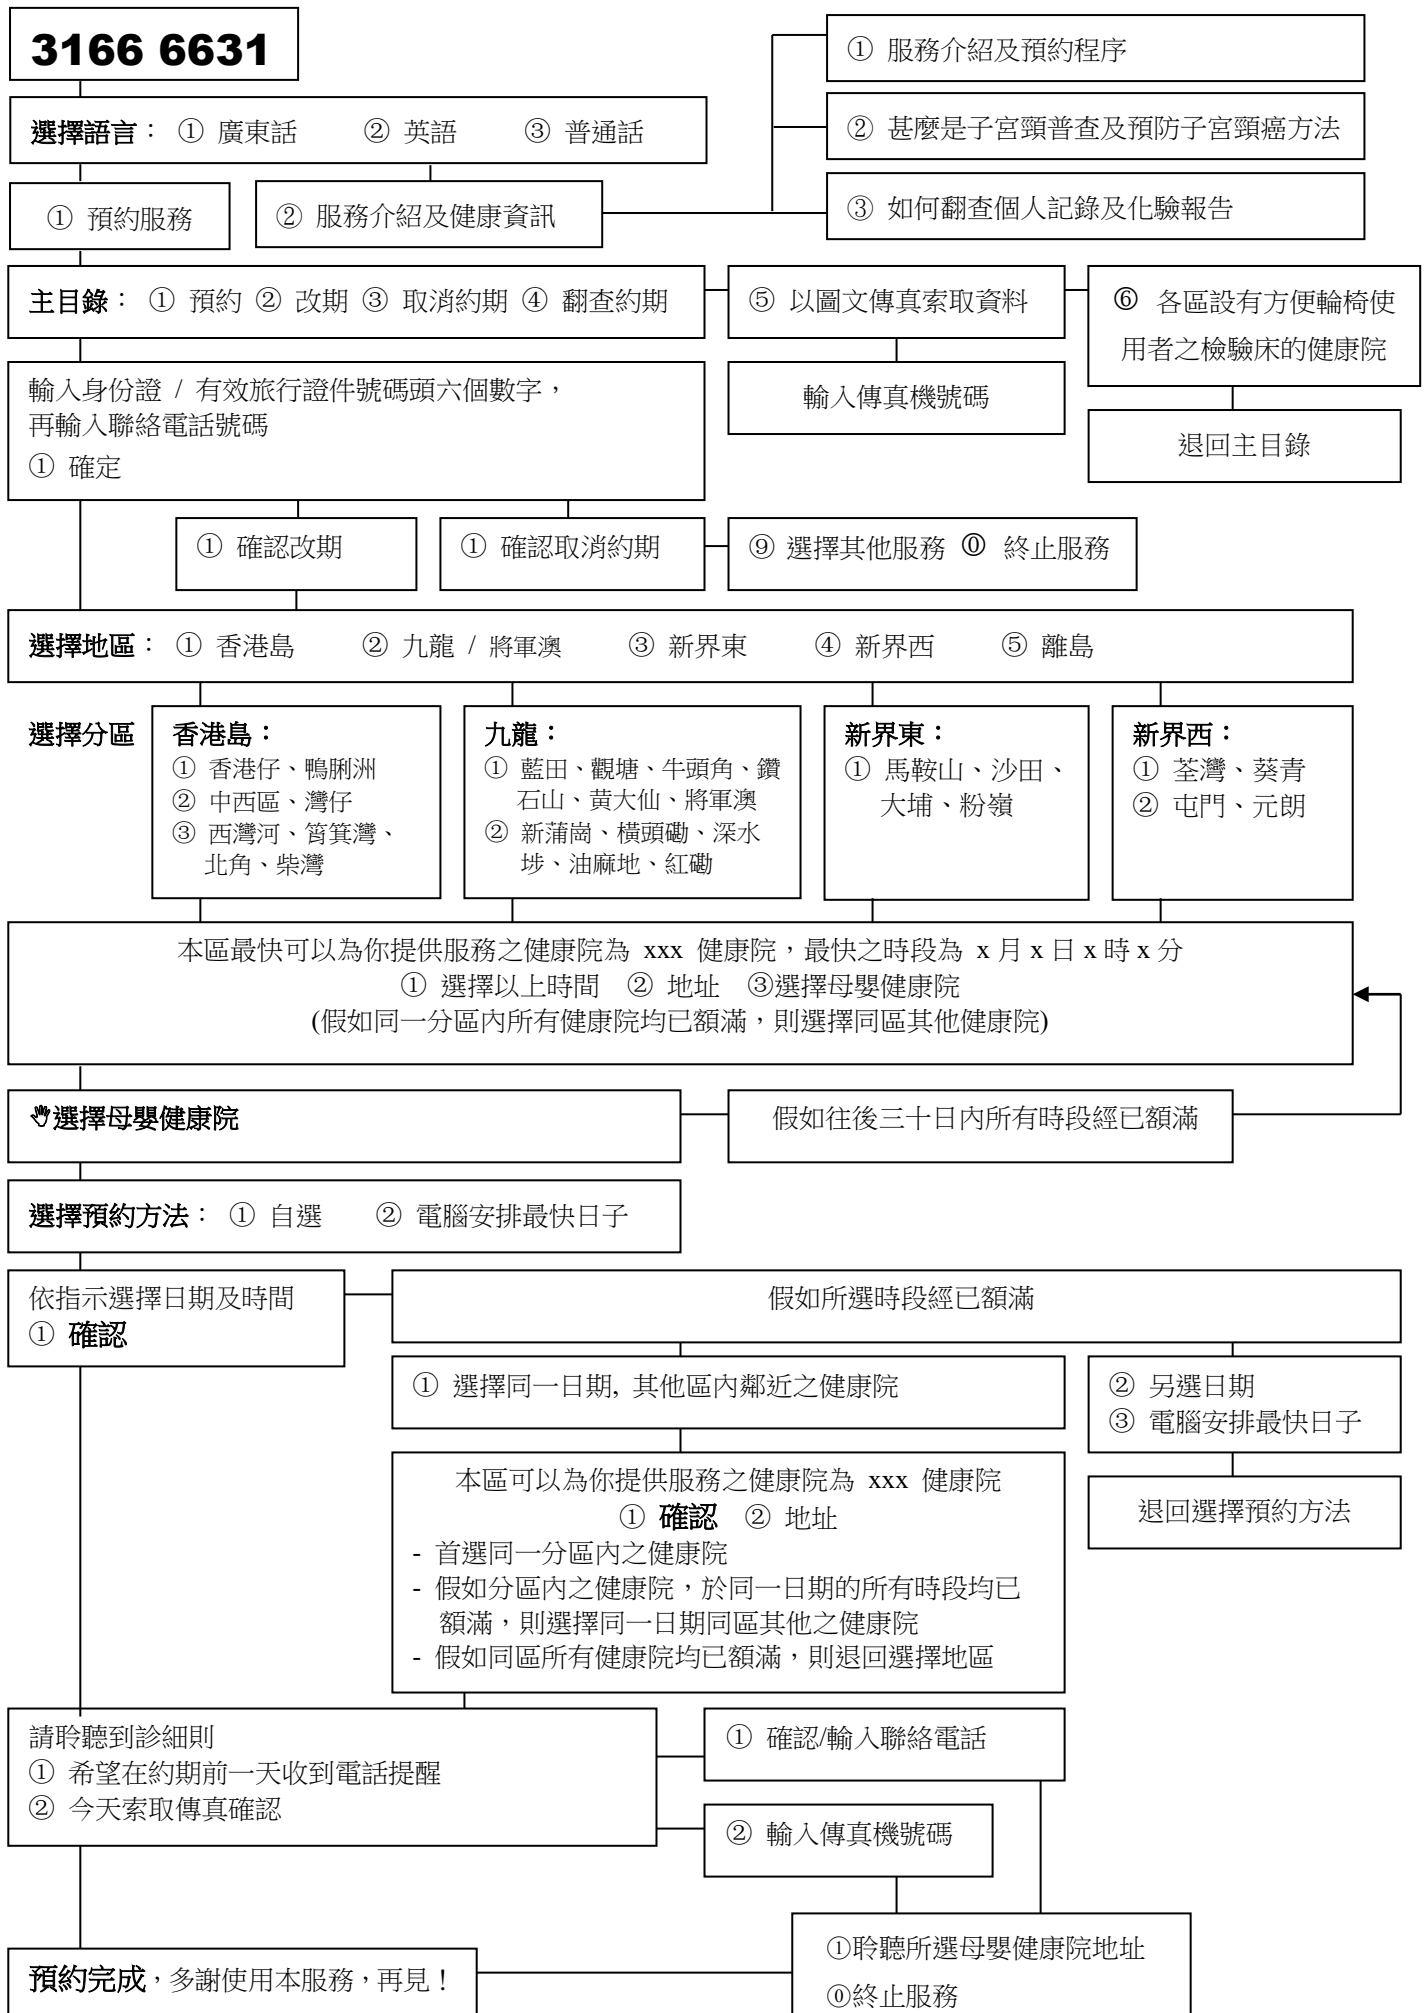 3166 6631
① 服務介紹及預約程序
選擇語言： ① 廣東話 ② 英語 ③ 普通話
② 甚麼是子宮頸普查及預防子宮頸癌方法
① 預約服務
② 服務介紹及健康資訊
③ 如何翻查個人記錄及化驗報告
主目錄： ① 預約 ② 改期 ③ 取消約期 ④ 翻查約期
⑤ 以圖文傳真索取資料
⑥ 各區設有方便輪椅使
用者之檢驗床的健康院
輸入身份證 / 有效旅行證件號碼頭六個數字，
再輸入聯絡電話號碼
① 確定
輸入傳真機號碼
退回主目錄
① 確認改期
① 確認取消約期
⑨ 選擇其他服務 ⓪ 終止服務
選擇地區： ① 香港島 ② 九龍 / 將軍澳 ③ 新界東 ④ 新界西 ⑤ 離島
選擇分區
香港島：
① 香港仔、鴨脷洲
② 中西區、灣仔
③ 西灣河、筲箕灣、
北角、柴灣
九龍：
① 藍田、觀塘、牛頭角、鑽
石山、黃大仙、將軍澳
② 新蒲崗、橫頭磡、深水
埗、油麻地、紅磡
新界東：
① 馬鞍山、沙田、
大埔、粉嶺
新界西：
① 荃灣、葵青
② 屯門、元朗
本區最快可以為你提供服務之健康院為 xxx 健康院，最快之時段為 x 月 x 日 x 時 x 分
① 選擇以上時間 ② 地址 ③選擇母嬰健康院
(假如同一分區內所有健康院均已額滿，則選擇同區其他健康院)
選擇母嬰健康院
假如往後三十日內所有時段經已額滿
選擇預約方法： ① 自選 ② 電腦安排最快日子
依指示選擇日期及時間
① 確認
假如所選時段經已額滿
① 選擇同一日期, 其他區內鄰近之健康院
② 另選日期
③ 電腦安排最快日子
本區可以為你提供服務之健康院為 xxx 健康院
① 確認 ② 地址
- 首選同一分區內之健康院
- 假如分區內之健康院，於同一日期的所有時段均已
額滿，則選擇同一日期同區其他之健康院
- 假如同區所有健康院均已額滿，則退回選擇地區
退回選擇預約方法
請聆聽到診細則
① 希望在約期前一天收到電話提醒
② 今天索取傳真確認
① 確認/輸入聯絡電話
② 輸入傳真機號碼
①聆聽所選母嬰健康院地址
⓪終止服務
預約完成，多謝使用本服務，再見！